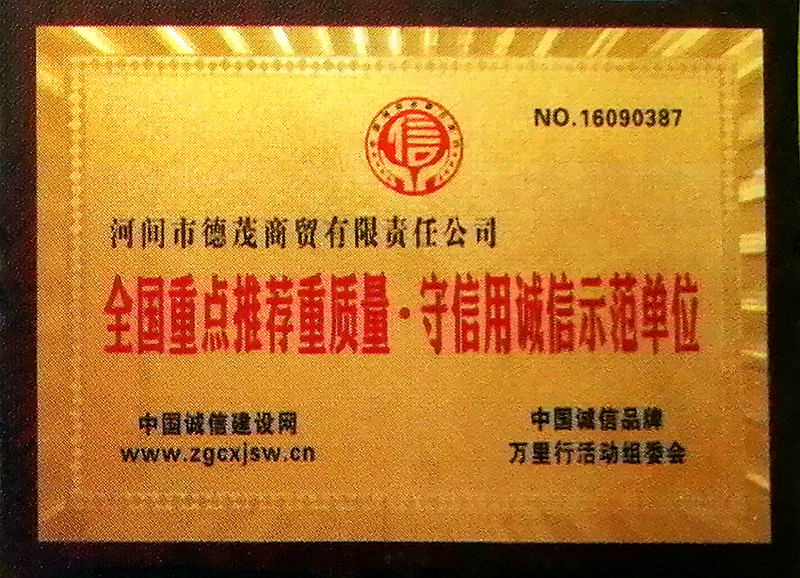 信
NO.16090387
河间市德茂商贸有限责任公司
全国重点推荐重质量·守信用诚信示范单位
中国诚信建设网
www.zgcxjsw.cn
中国诚信品牌
万里行活动组委会